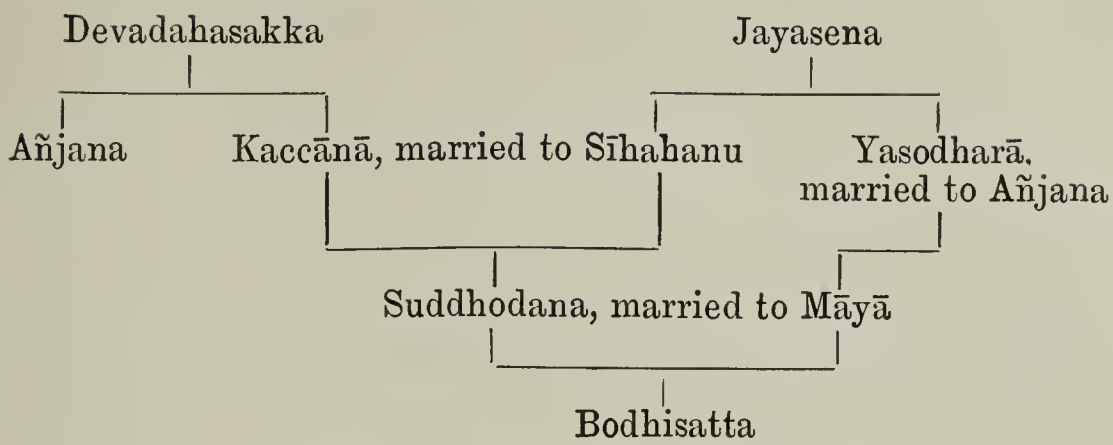 Devadahasakka Jayasena
Añjana Kaccānā, married to Sīhahanu Yasodharā.
married to Añjana
Suddhodana, married to Māyā
Bodhisatta